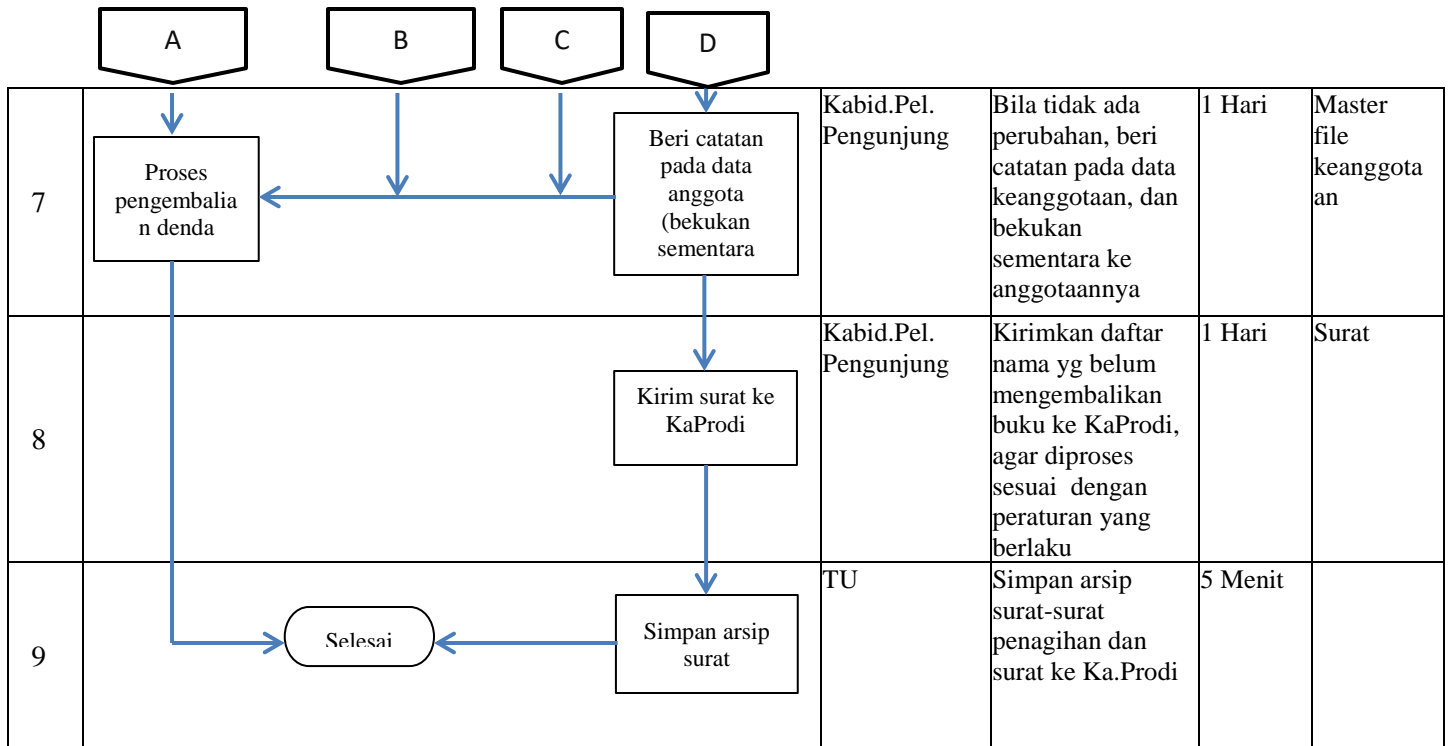 A
B
C
D
7
Proses
pengembalia
n denda
Beri catatan
pada data
anggota
(bekukan
sementara
Kabid.Pel.
Pengunjung
Bila tidak ada
perubahan, beri
catatan pada data
keanggotaan, dan
bekukan
sementara ke
anggotaannya
1 Hari
Master
file
keanggota
an
8
Kirim surat ke
KaProdi
Kabid.Pel.
Pengunjung
Kirimkan daftar
nama yg belum
mengembalikan
buku ke KaProdi,
agar diproses
sesuai dengan
peraturan yang
berlaku
1 Hari
Surat
9
Selesai
Simpan arsip
surat
TU
Simpan arsip
surat-surat
penagihan dan
surat ke Ka.Prodi
5 Menit